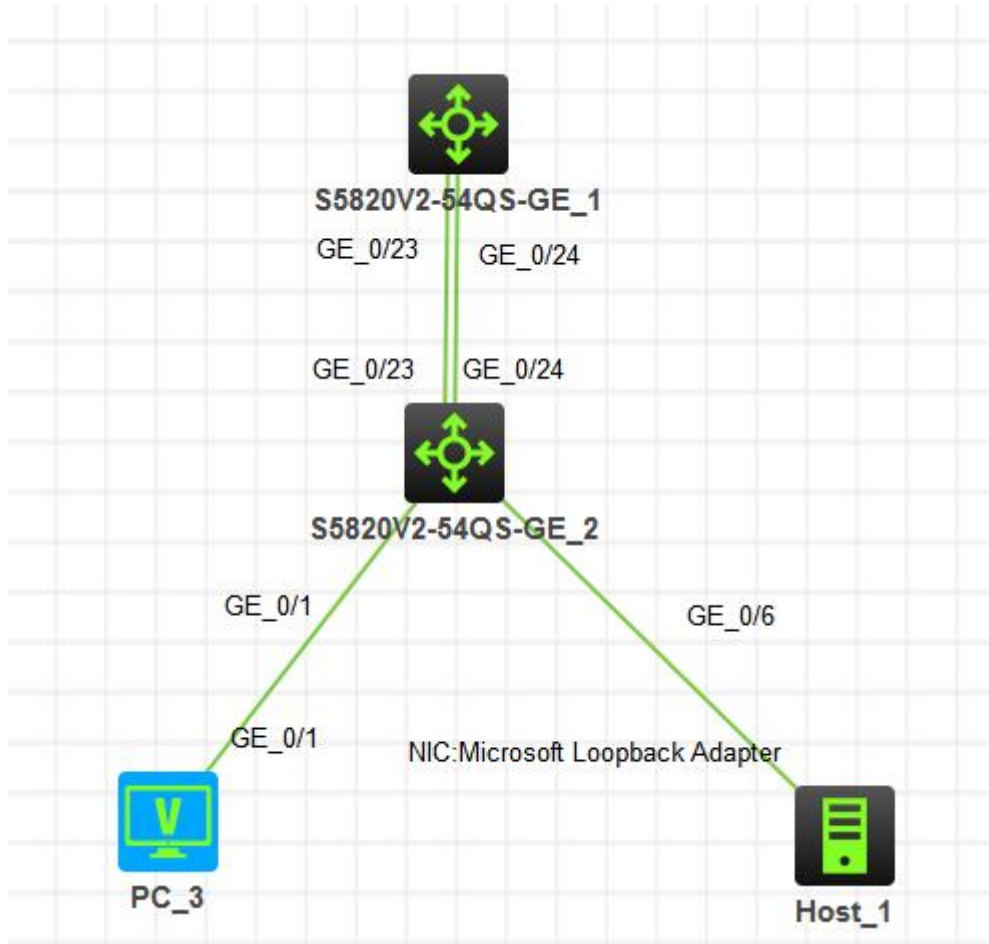 S5820V2-54QS-GE_1
GE_0/23
GE_0/24
GE_0/23
GE_0/24
S5820V2-54QS-GE_2
GE_0/1
GE_0/6
GE_0/1
NIC:Microsoft Loopback Adapter
V
PC_3
Host_1